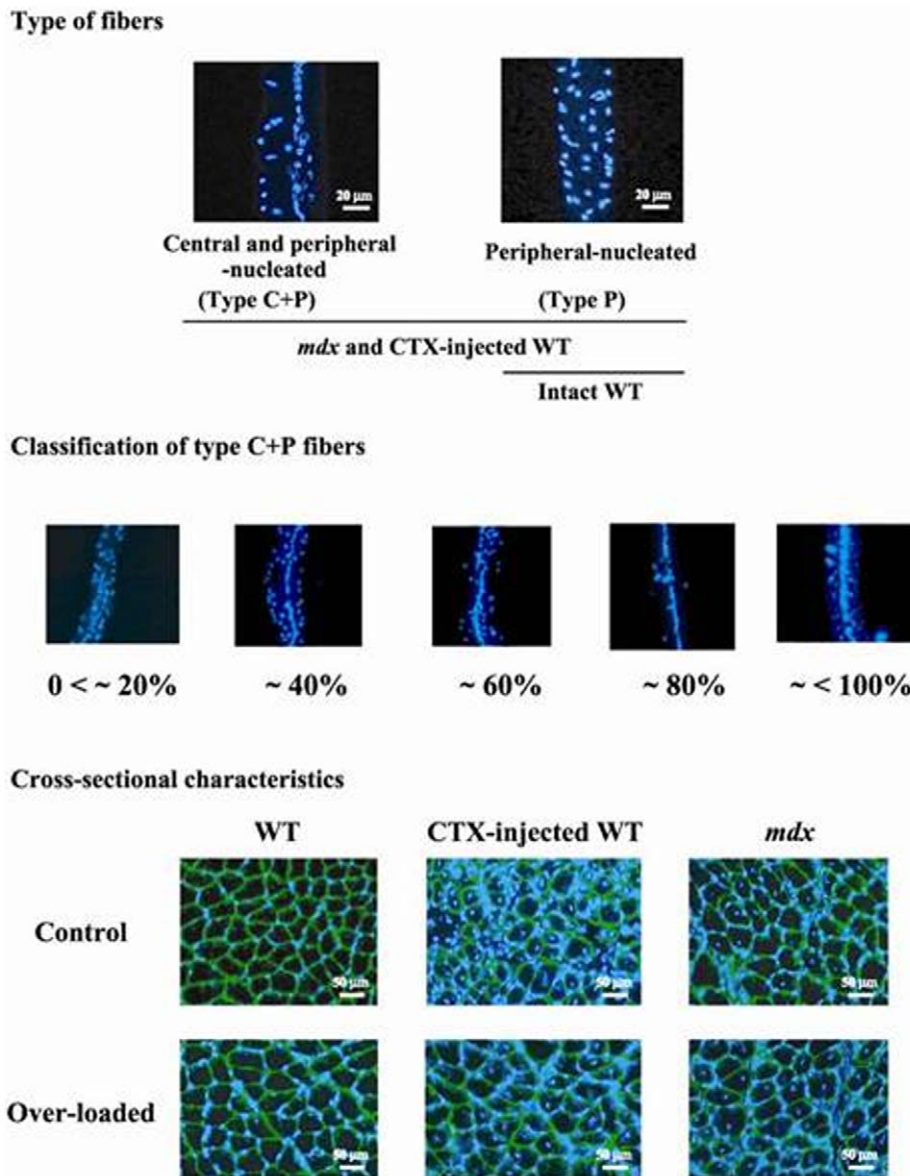 Type of fibers
20 μm
20 μm
Central and peripheral
-nucleated
(Type C+P)
Peripheral-nucleated
(Type P)
mdx and CTX-injected WT
Intact WT
Classification of type C+P fibers
0 < ~ 20%
~ 40%
~ 60%
~ 80%
~ < 100%
Cross-sectional characteristics
WT
CTX-injected WT
mdx
Control
50 μm
50 μm
50 μm
Over-loaded
50 μm
50 μm
50 μm